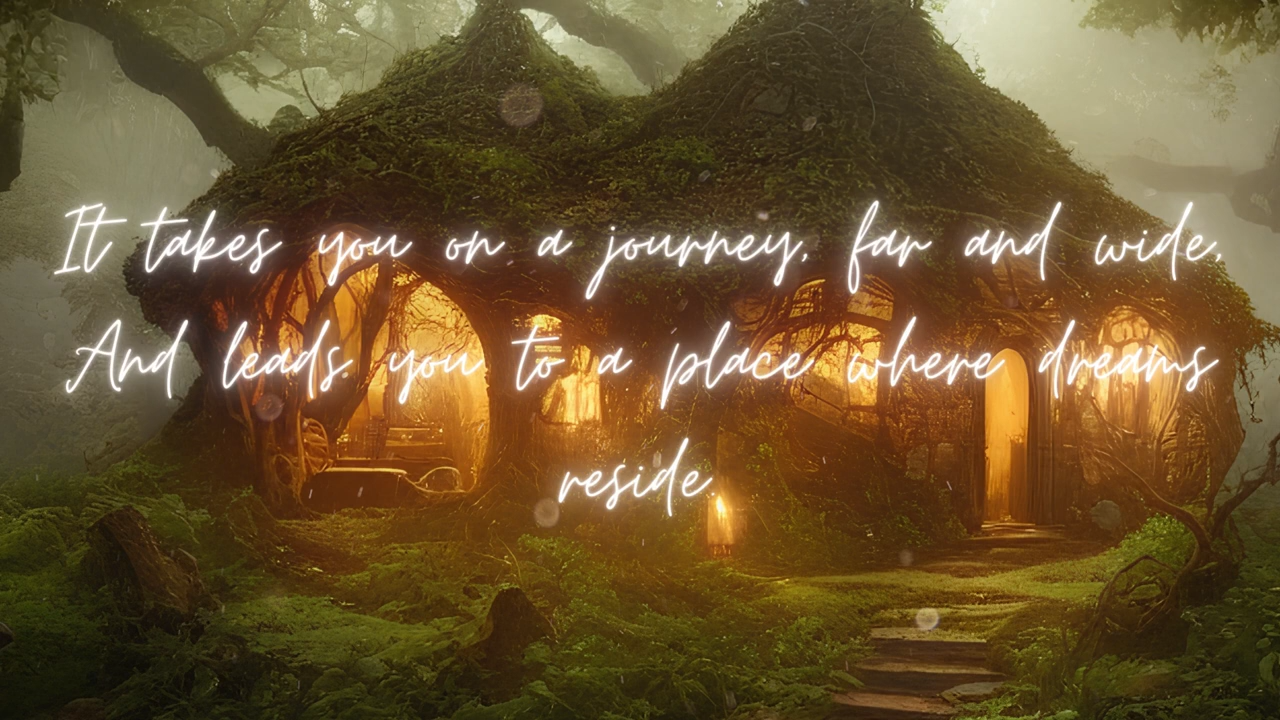 It takes you on a journey, far and wide,
And leads you to a place where dreams
reside.